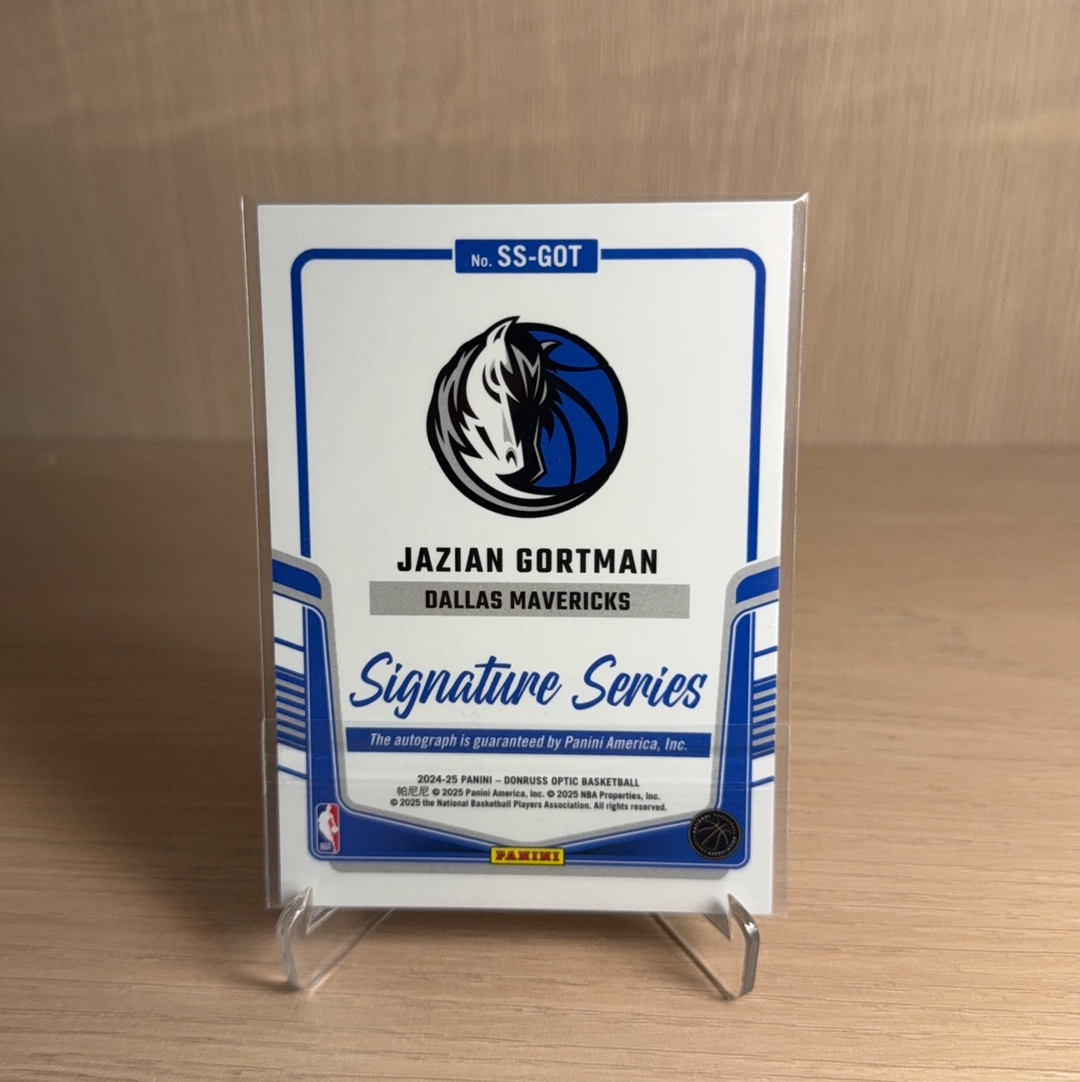 No. SS-GOT
JAZIAN GORTMAN
DALLAS MAVERICKS
Signature Series
The autograph is guaranteed by Panini America, Inc.
2024-25 PANINI – DONRUSS OPTIC BASKETBALL
帕尼尼 © 2025 Panini America, Inc. © 2025 NBA Properties, Inc.
© 2025 the National Basketball Players Association. All rights reserved.
NBA
PANINI